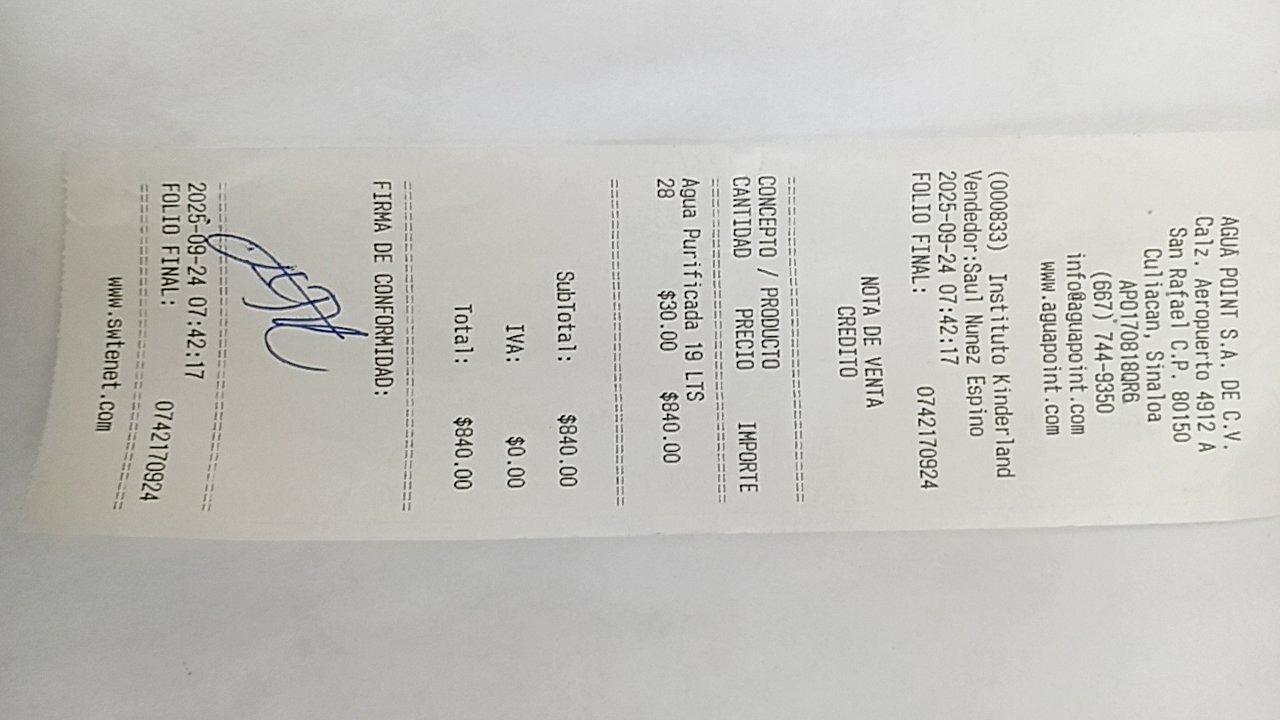 AGUA POINT S.A. DE C.V.
Calz. Aeropuerto 4912 A
San Rafael C.P. 80150
Culiacan, Sinaloa
APO170818QR6
(667) 744-9350
info@aguapoint.com
www.aguapoint.com
(000833) Instituto Kinderland
Vendedor:Saul Nunez Espino
2025-09-24 07:42:17
FOLIO FINAL: 0742170924
NOTA DE VENTA
CREDITO
================================
CONCEPTO / PRODUCTO
CANTIDAD PRECIO IMPORTE
================================
Agua Purificada 19 LTS
28 $30.00 $840.00
================================
SubTotal: $840.00
IVA: $0.00
Total: $840.00
================================
FIRMA DE CONFORMIDAD:
================================
2025-09-24 07:42:17
FOLIO FINAL: 0742170924
================================
www.swtenet.com